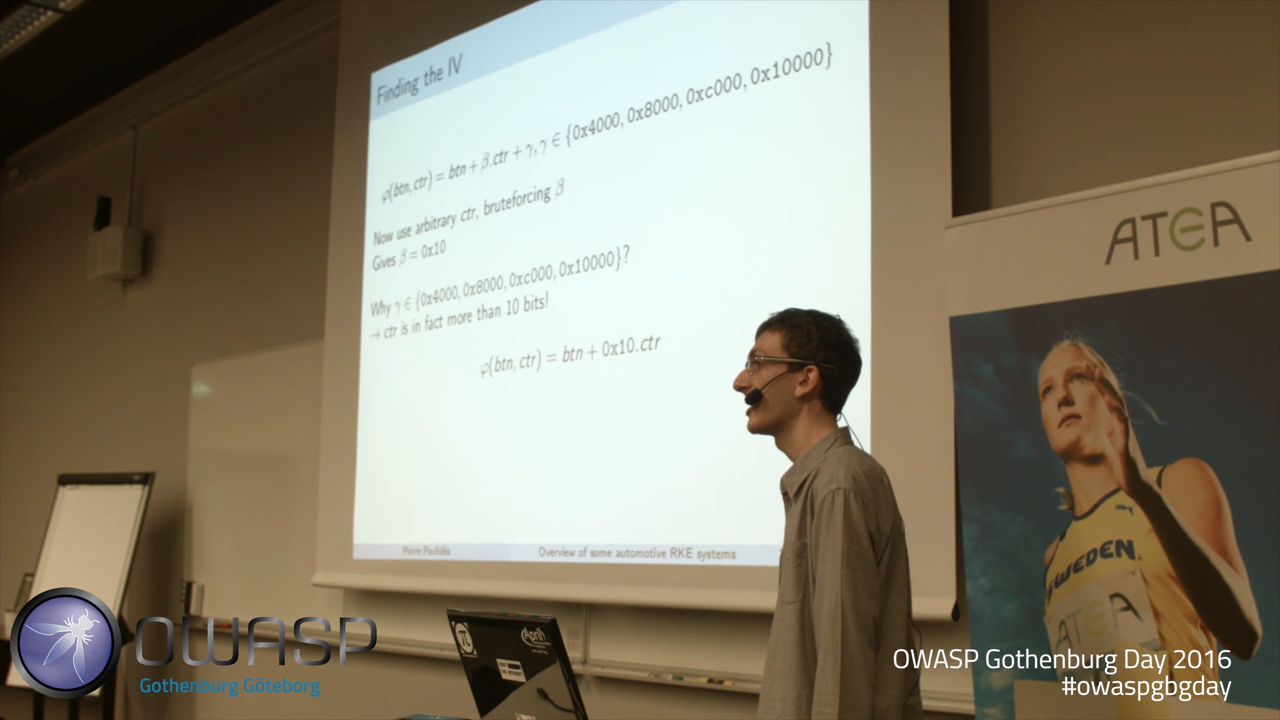 Finding the IV
φ(btn, ctr) = btn + β.ctr + γ, γ ∈ {0x4000, 0x8000, 0xc000, 0x10000}
Now use arbitrary ctr, bruteforcing β
Gives β = 0x10
Why γ ∈ {0x4000, 0x8000, 0xc000, 0x10000}?
→ ctr is in fact more than 10 bits!
φ(btn, ctr) = btn + 0x10.ctr
Pierre Pavlidès
Overview of some automotive RKE systems
ATEA
SWEDEN
ATEA
April
OWASP
Gothenburg Göteborg
OWASP Gothenburg Day 2016
#owaspgbgday